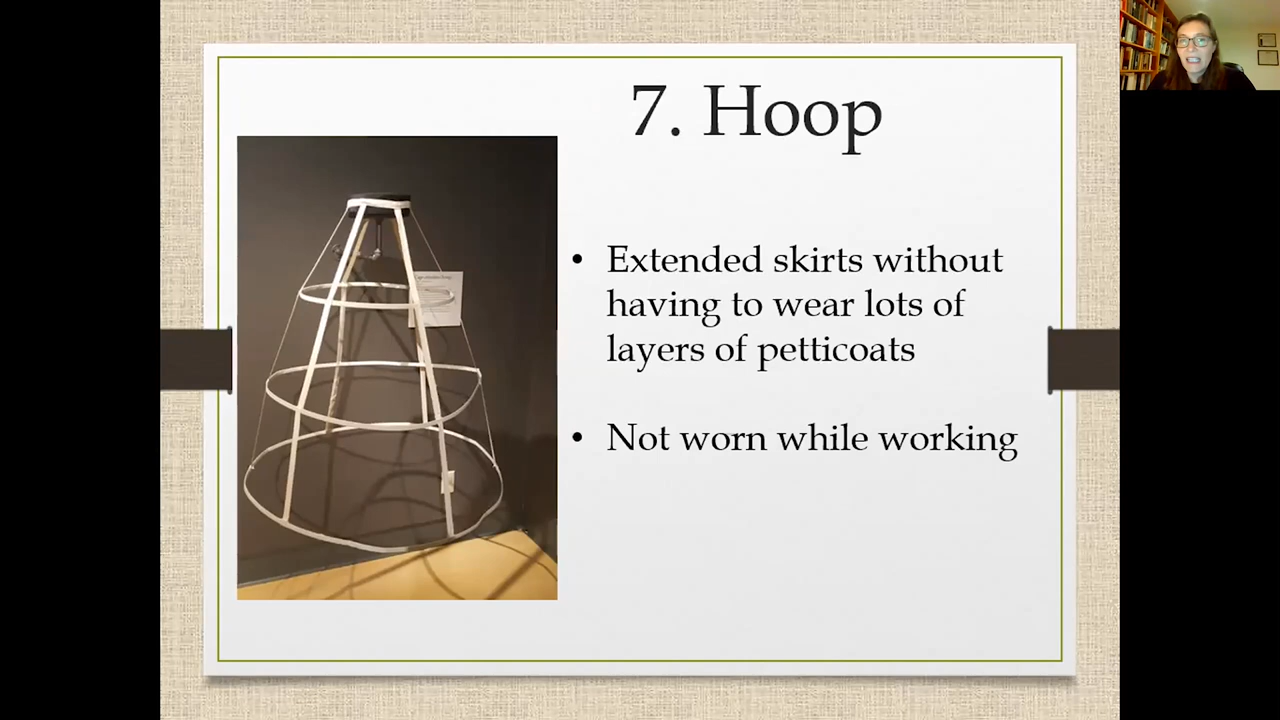 7. Hoop
• Extended skirts without
having to wear lots of
layers of petticoats
• Not worn while working